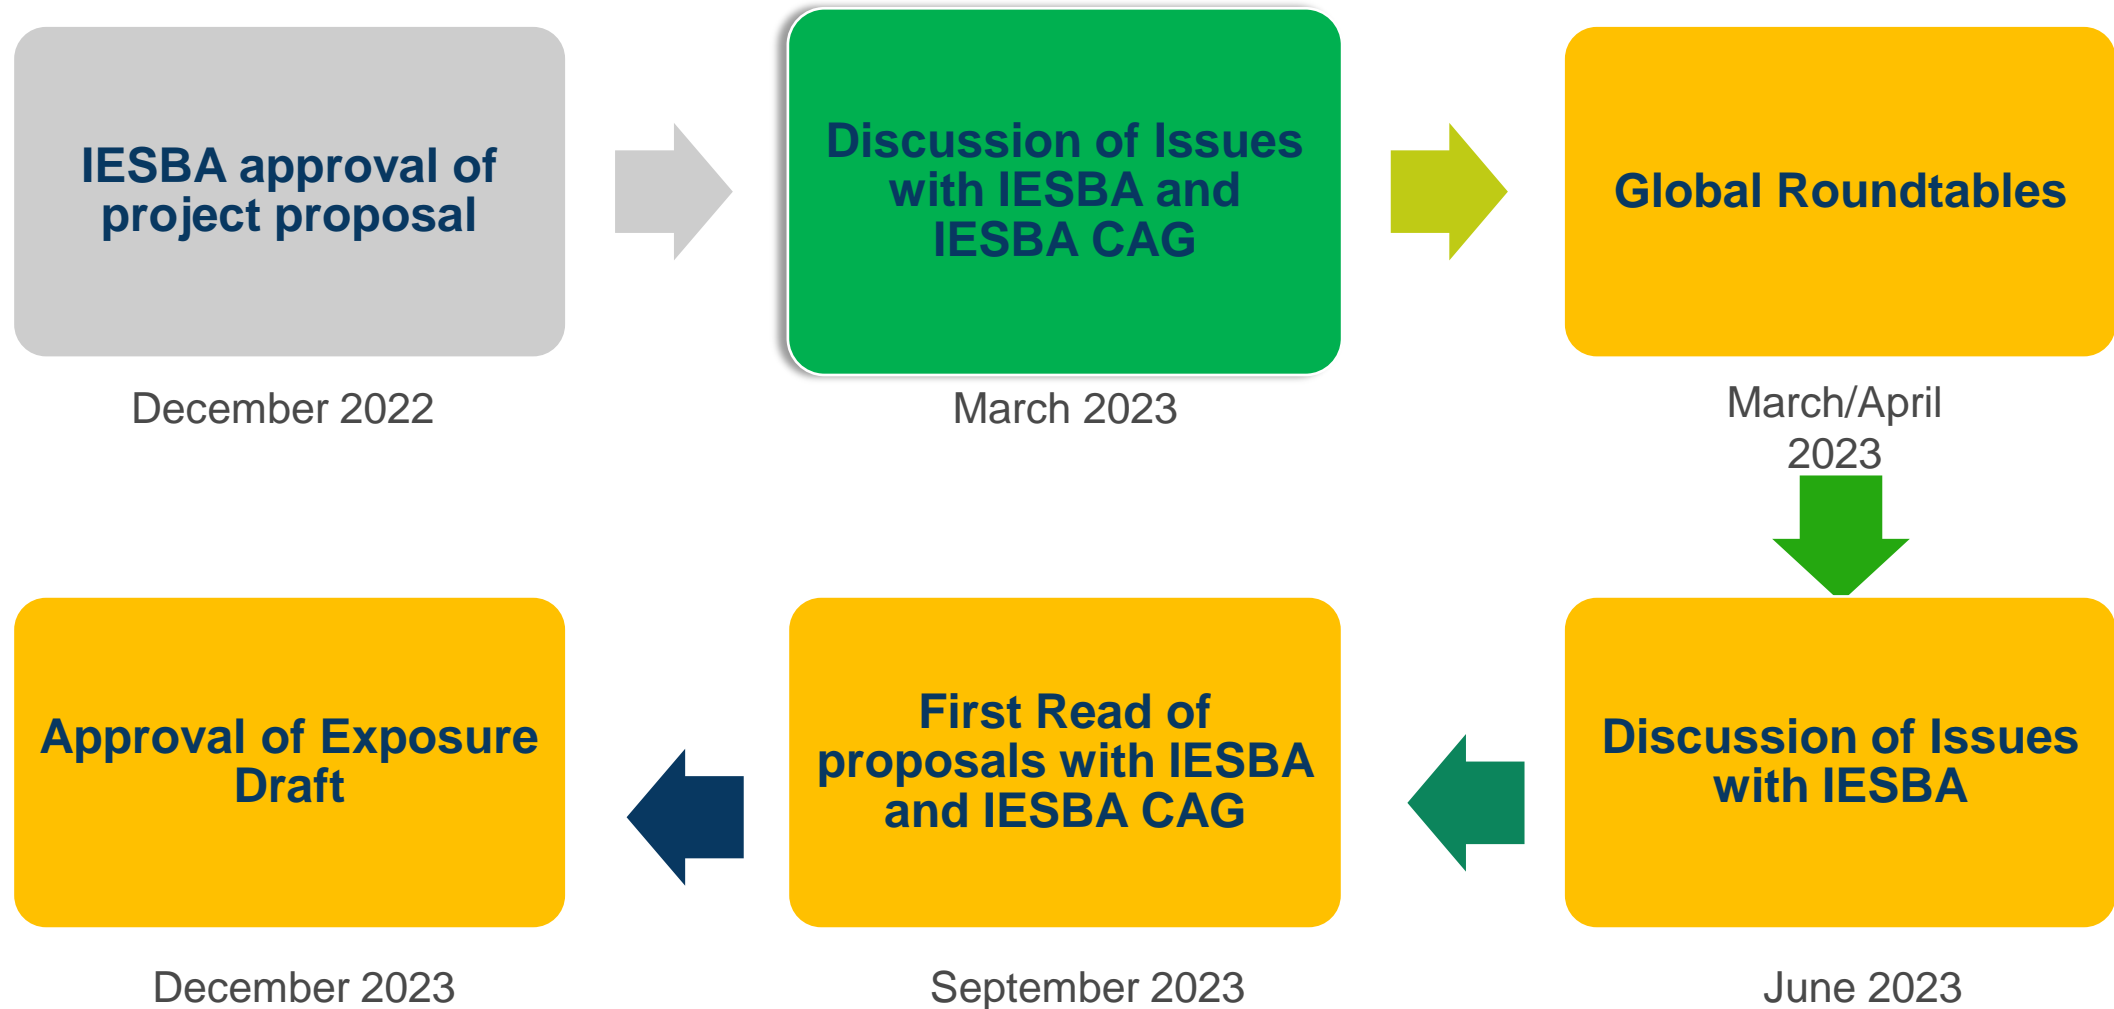 IESBA approval of
project proposal
December 2022
Discussion of Issues
with IESBA and
IESBA CAG
March 2023
Global Roundtables
March/April
2023
Discussion of Issues
with IESBA
June 2023
First Read of
proposals with IESBA
and IESBA CAG
September 2023
Approval of Exposure
Draft
December 2023